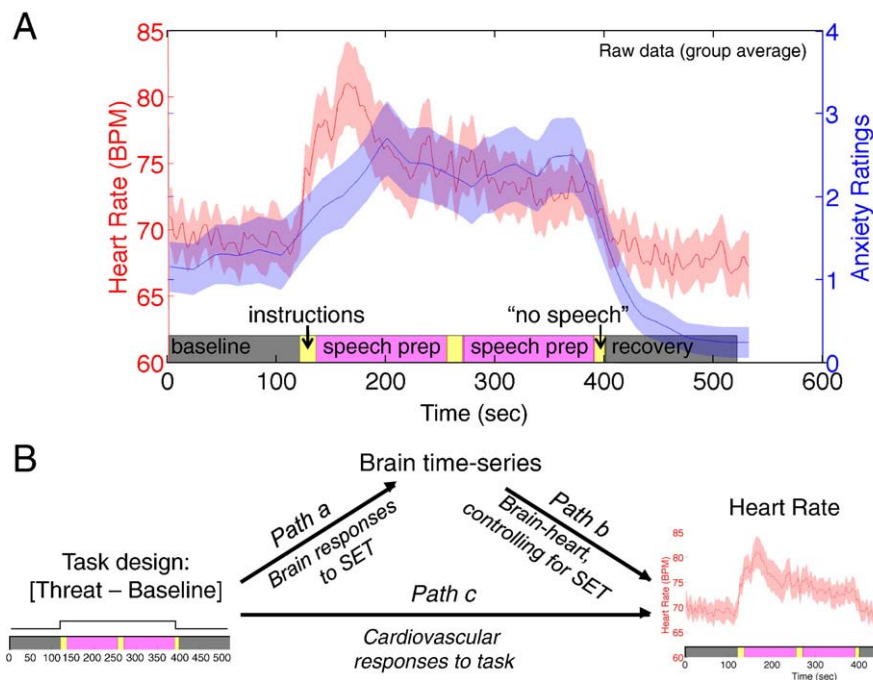 A
Raw data (group average)
Heart Rate (BPM)
85
80
75
70
65
60
Anxiety Ratings
4
3
2
1
0
instructions
"no speech"
baseline
speech prep
speech prep
recovery
0
100
200
300
400
500
600
Time (sec)
B
Brain time-series
Path a
Brain responses
to SET
Path b
Brain-heart,
controlling for SET
Heart Rate
Task design:
[Threat – Baseline]
Path c
Cardiovascular
responses to task
0 50 100 150 200 250 300 350 400 450 500
Heart Rate (BPM)
85
80
75
70
65
60
0 100 200 300 400 500
Time (sec)